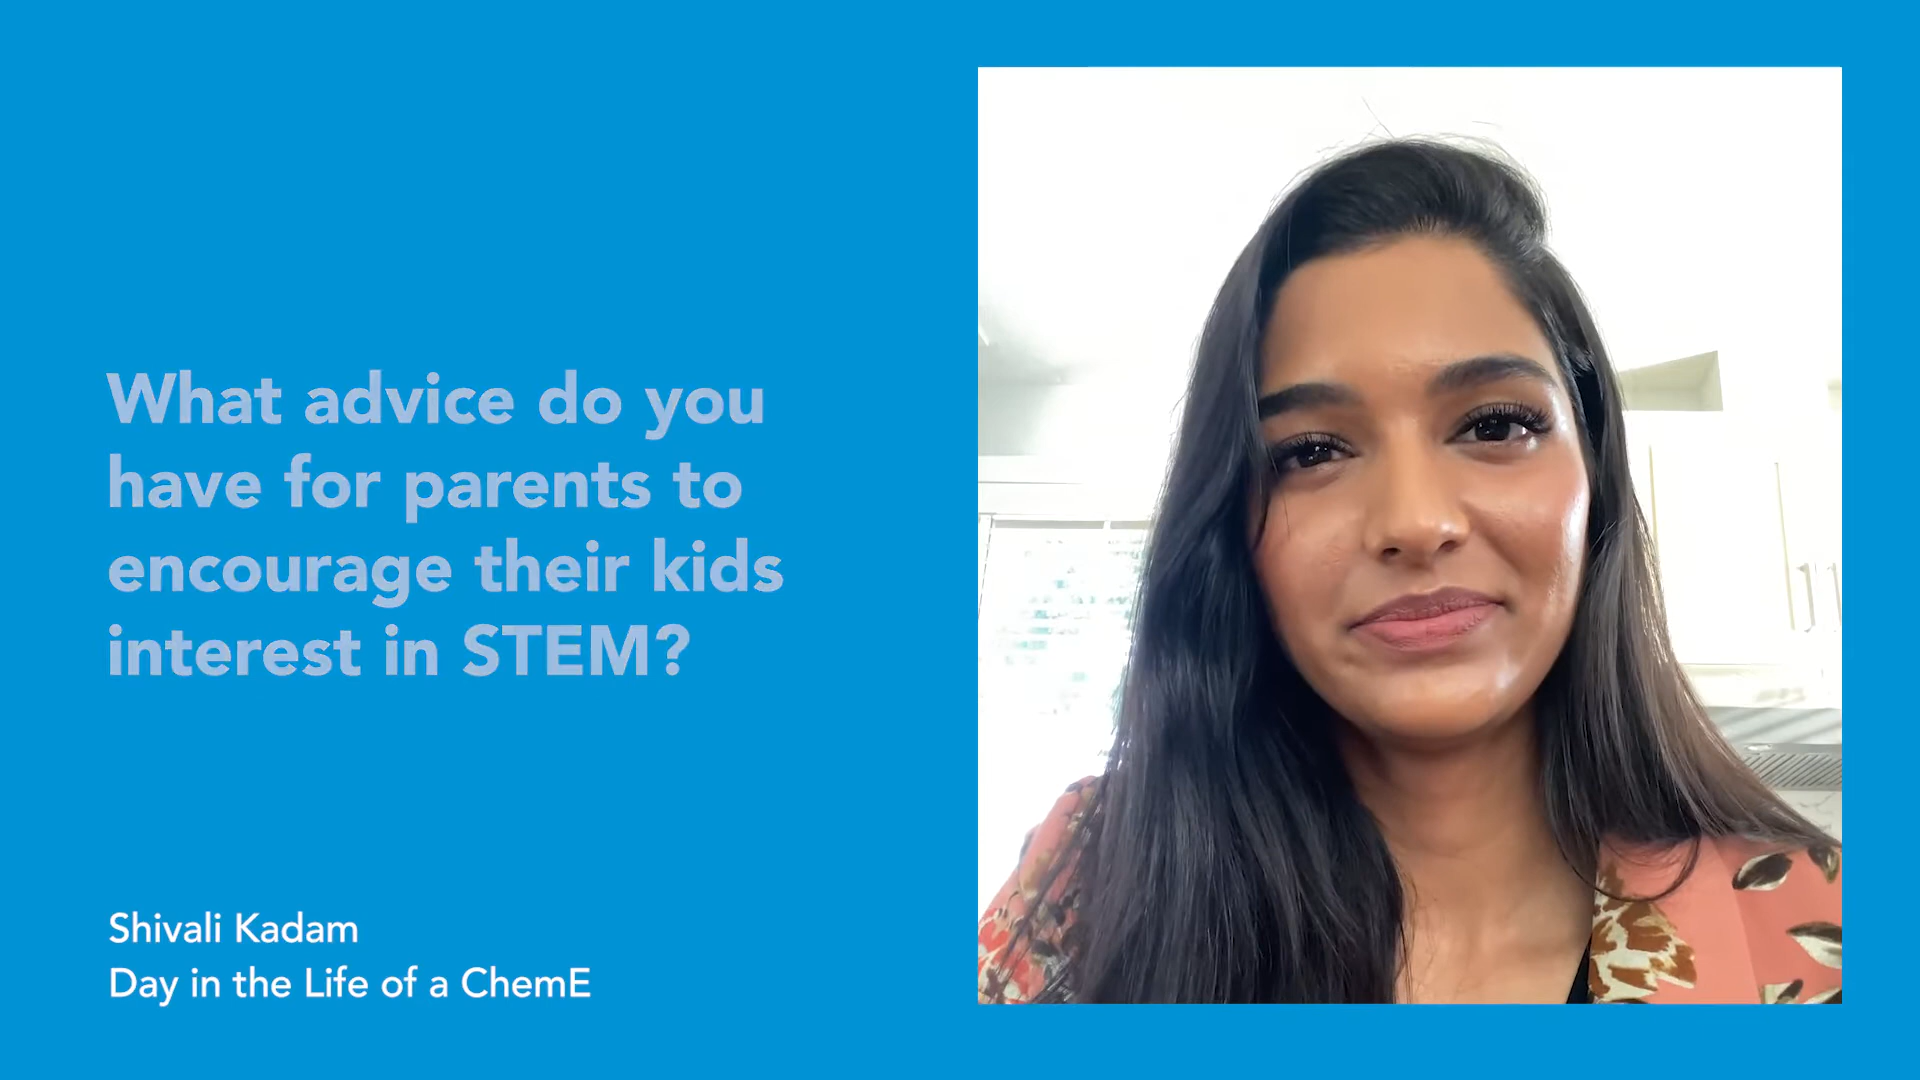 What advice do you
have for parents to
encourage their kids
interest in STEM?
Shivali Kadam
Day in the Life of a ChemE